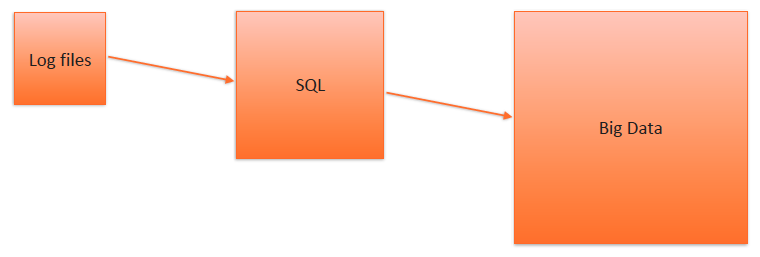 Log files
SQL
Big Data